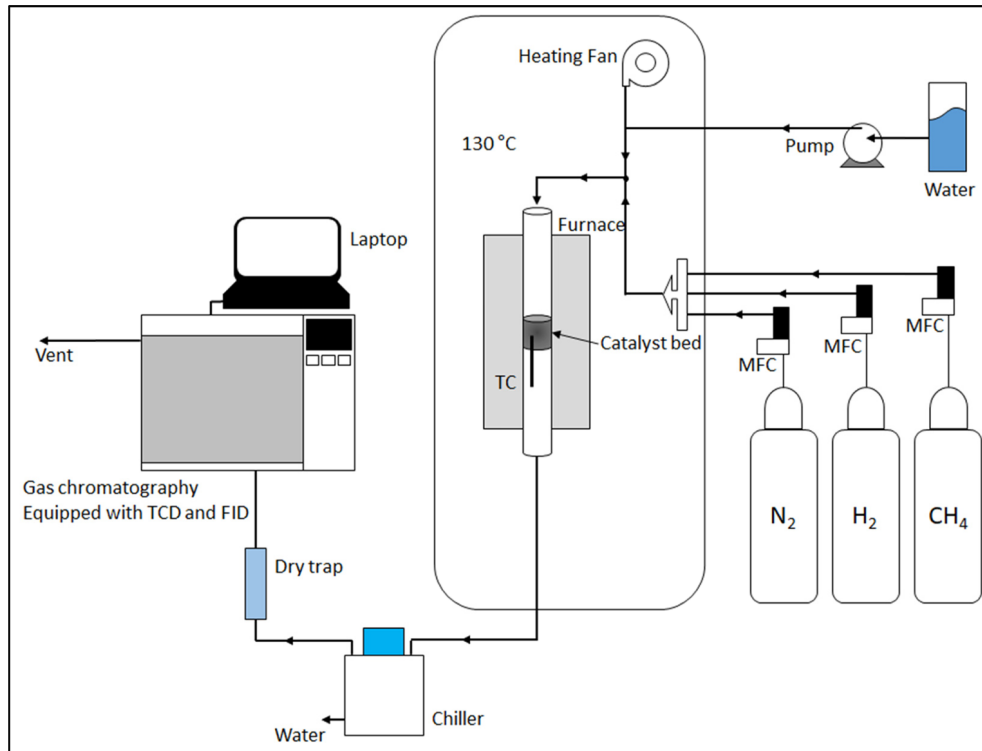 Heating Fan
130 °C
Pump
Water
Laptop
Furnace
MFC
MFC
MFC
Vent
Catalyst bed
TC
Gas chromatography
Equipped with TCD and FID
N2
H2
CH4
Dry trap
Water
Chiller